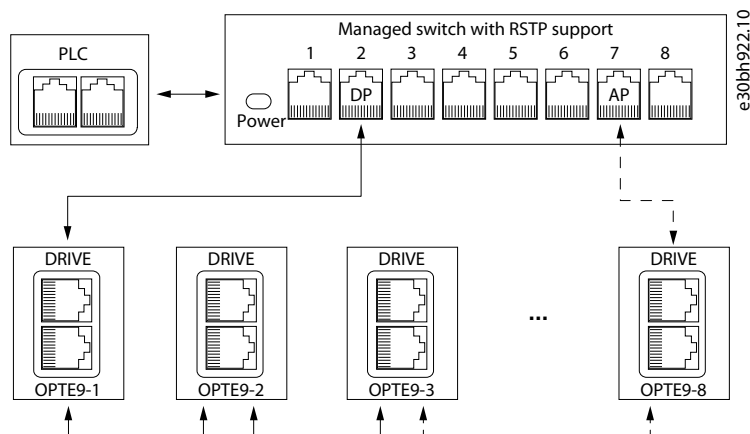 Managed switch with RSTP support
PLC
1 2 3 4 5 6 7 8
DP AP
Power
e30bh922.10
DRIVE DRIVE DRIVE DRIVE
...
OPTE9-1 OPTE9-2 OPTE9-3 OPTE9-8